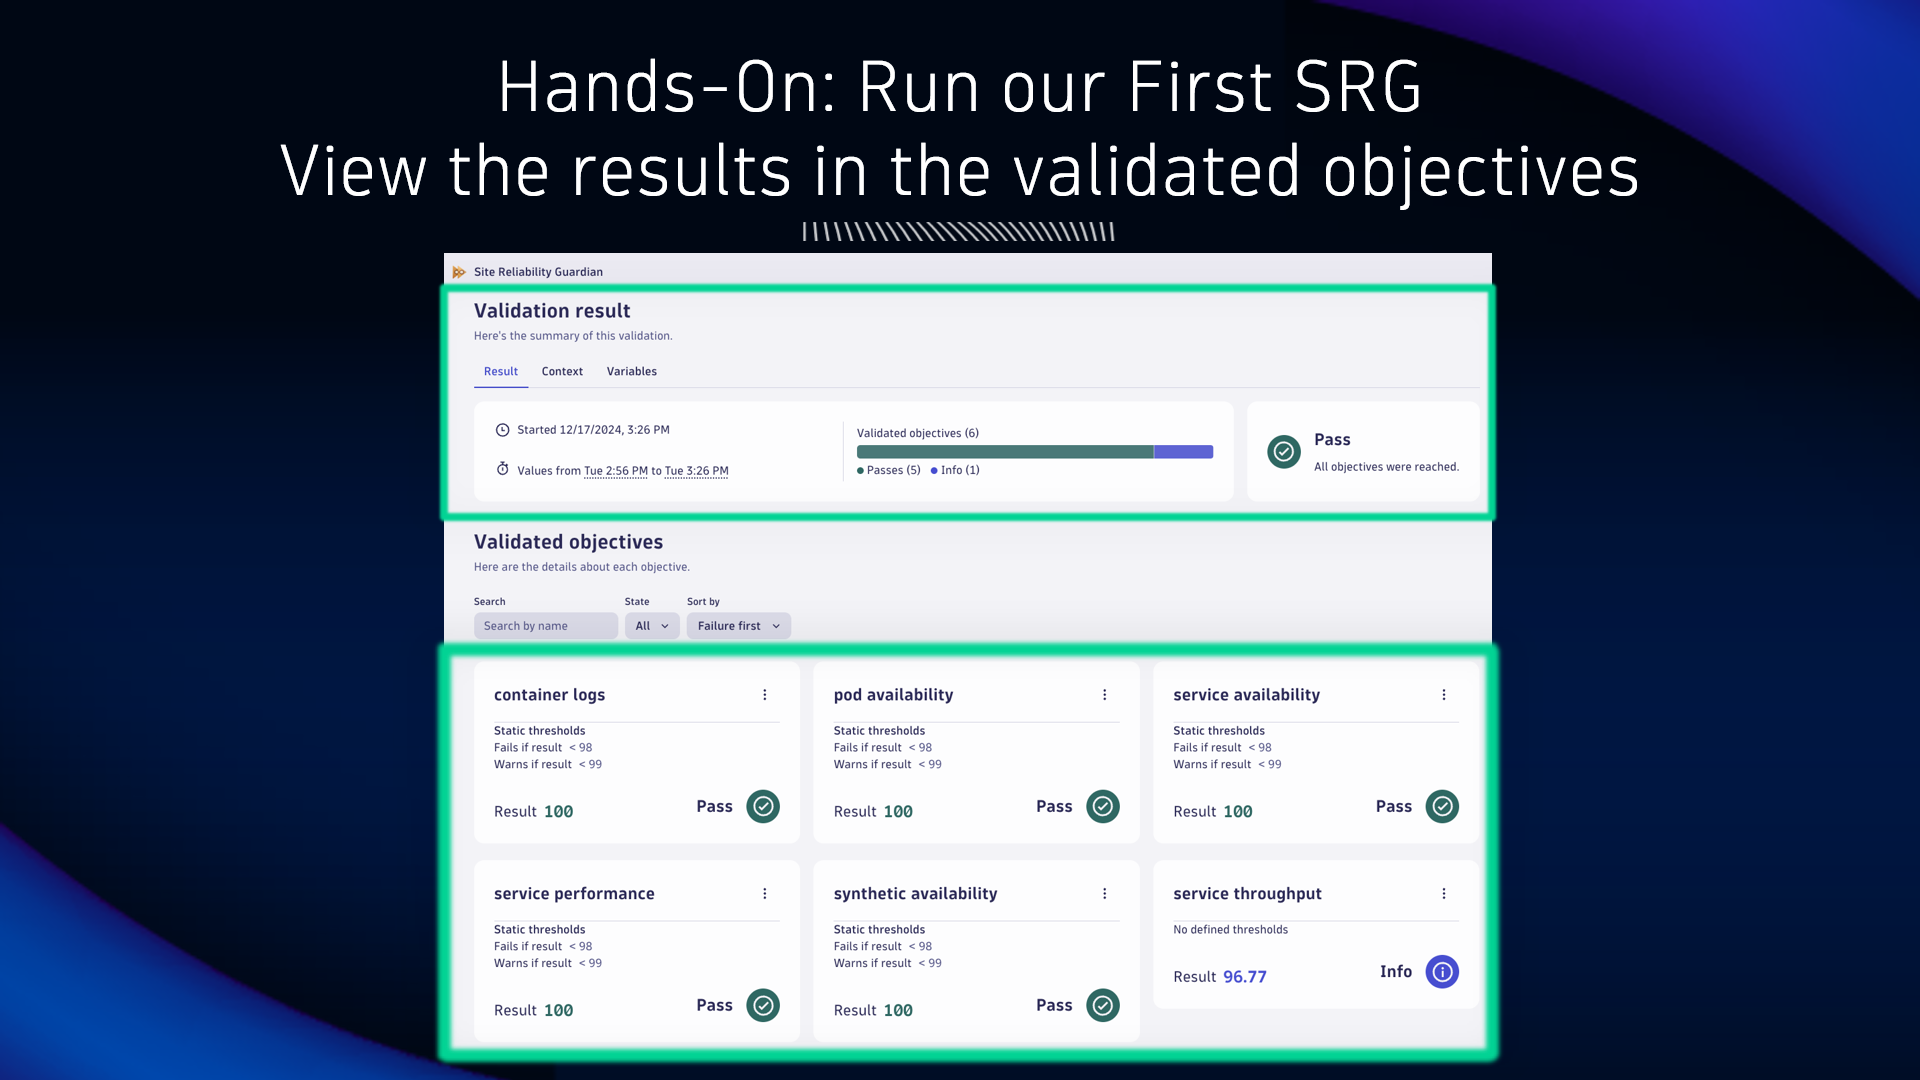 Hands-On: Run our First SRG
View the results in the validated objectives
Site Reliability Guardian
Validation result
Here's the summary of this validation.
Result Context Variables
Started 12/17/2024, 3:26 PM
Values from Tue 2:56 PM to Tue 3:26 PM
Validated objectives (6)
Passes (5) Info (1)
Pass
All objectives were reached.
Validated objectives
Here are the details about each objective.
Search State Sort by
Search by name All Failure first
container logs
Static thresholds
Fails if result < 98
Warns if result < 99
Result 100 Pass
pod availability
Static thresholds
Fails if result < 98
Warns if result < 99
Result 100 Pass
service availability
Static thresholds
Fails if result < 98
Warns if result < 99
Result 100 Pass
service performance
Static thresholds
Fails if result < 98
Warns if result < 99
Result 100 Pass
synthetic availability
Static thresholds
Fails if result < 98
Warns if result < 99
Result 100 Pass
service throughput
No defined thresholds
Result 96.77 Info